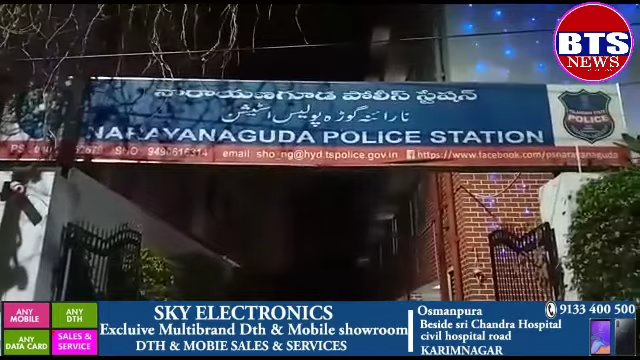 BTS
NEWS
నారాయణగూడ పోలీస్ స్టేషన్
نارائنہ گوڑہ پولیس اسٹیشن
NARAYANAGUDA POLICE STATION
POLICE
SHO 9490616314 email: sho_ng@hyd.tspolice.gov.in https://www.facebook.com/psnarayanaguda
ANY MOBILE
ANY DTH
ANY DATA CARD
SALES & SERVICE
SKY ELECTRONICS
Excluive Multibrand Dth & Mobile showroom
DTH & MOBIE SALES & SERVICES
Osmanpura
Beside sri Chandra Hospital
civil hospital road
KARIMNAGAR
9133 400 500